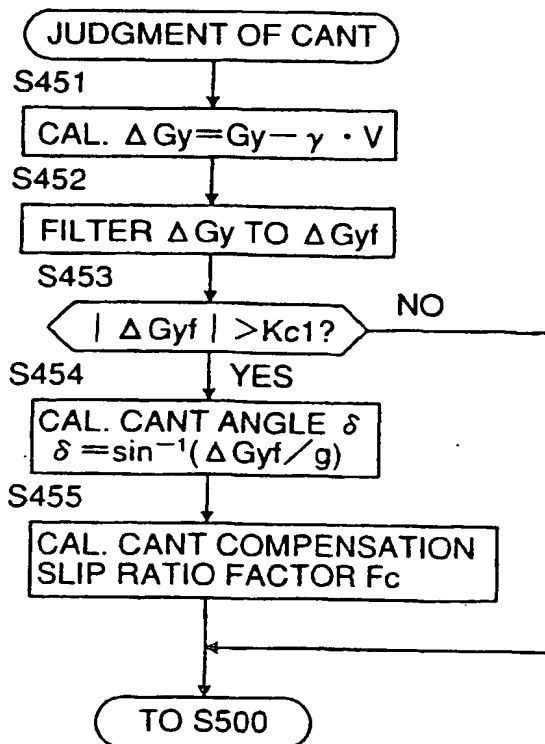 JUDGMENT OF CANT
S451
CAL. ΔGy=Gy−γ・V
S452
FILTER ΔGy TO ΔGyf
S453
| ΔGyf | >Kc1?
NO
S454
YES
CAL. CANT ANGLE δ
δ=sin⁻¹(ΔGyf/g)
S455
CAL. CANT COMPENSATION
SLIP RATIO FACTOR Fc
TO S500